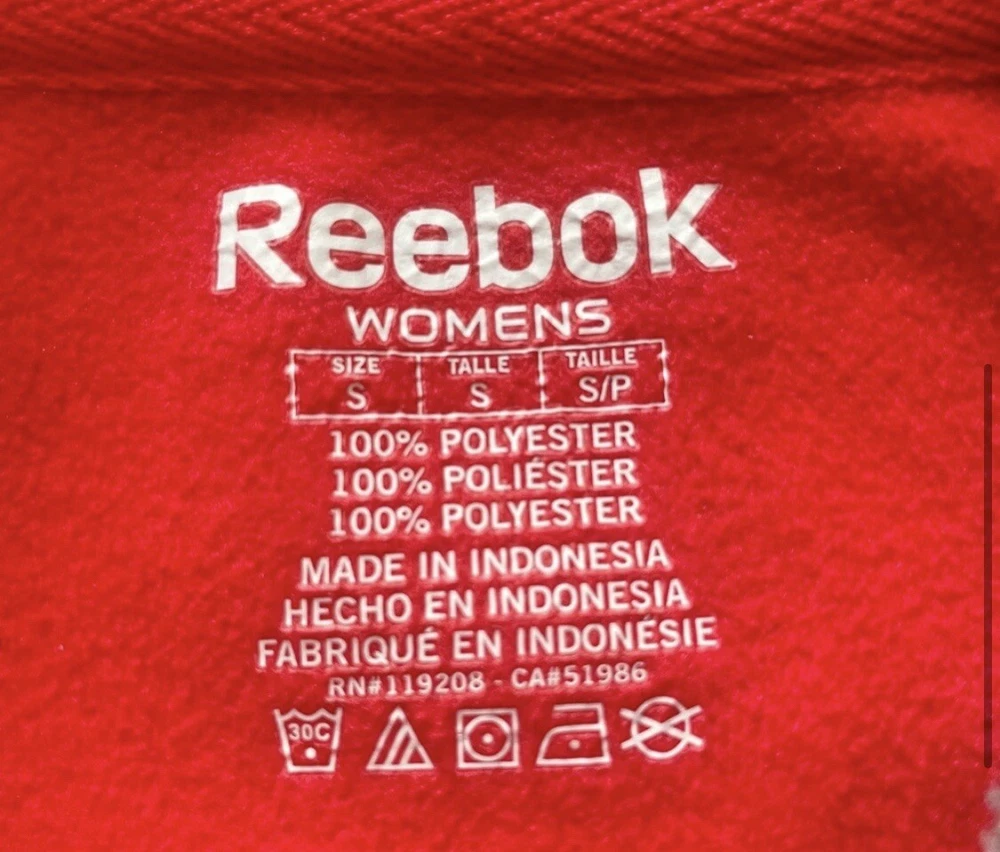 Reebok
WOMENS
SIZE TALLE TAILLE
S S S/P
100% POLYESTER
100% POLIÉSTER
100% POLYESTER
MADE IN INDONESIA
HECHO EN INDONESIA
FABRIQUÉ EN INDONÉSIE
RN#119208 - CA#51986
30C